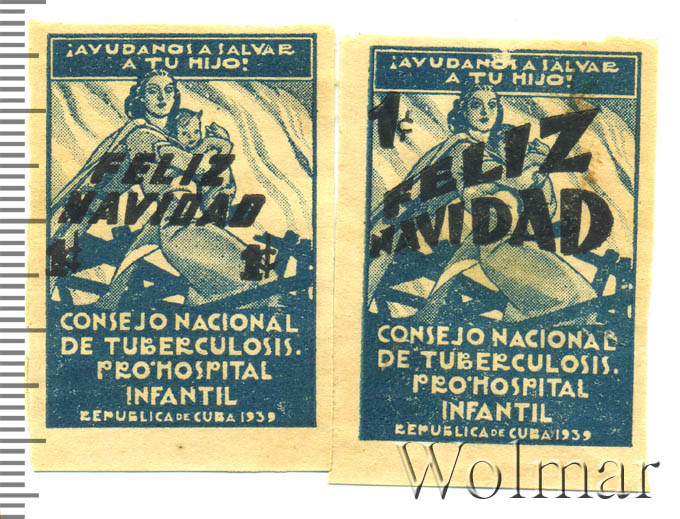 ¡AYUDANOS A SALVAR
A TU HIJO!
FELIZ
NAVIDAD
1¢ 1¢
CONSEJO NACIONAL
DE TUBERCULOSIS.
PRO-HOSPITAL
INFANTIL
REPUBLICA DE CUBA 1939
¡AYUDANOS A SALVAR
A TU HIJO!
1¢
FELIZ
NAVIDAD
CONSEJO NACIONAL
DE TUBERCULOSIS.
PRO-HOSPITAL
INFANTIL
REPUBLICA DE CUBA 1939
Wolmar